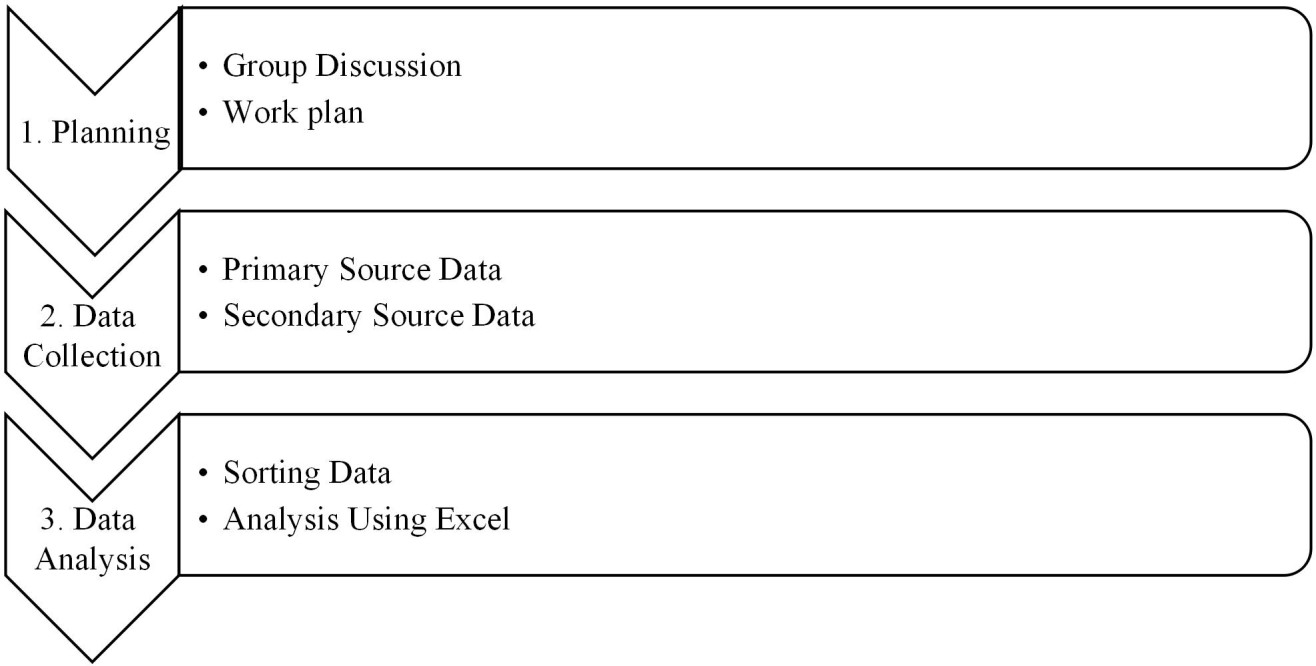 1. Planning
• Group Discussion
• Work plan
2. Data
Collection
• Primary Source Data
• Secondary Source Data
3. Data
Analysis
• Sorting Data
• Analysis Using Excel